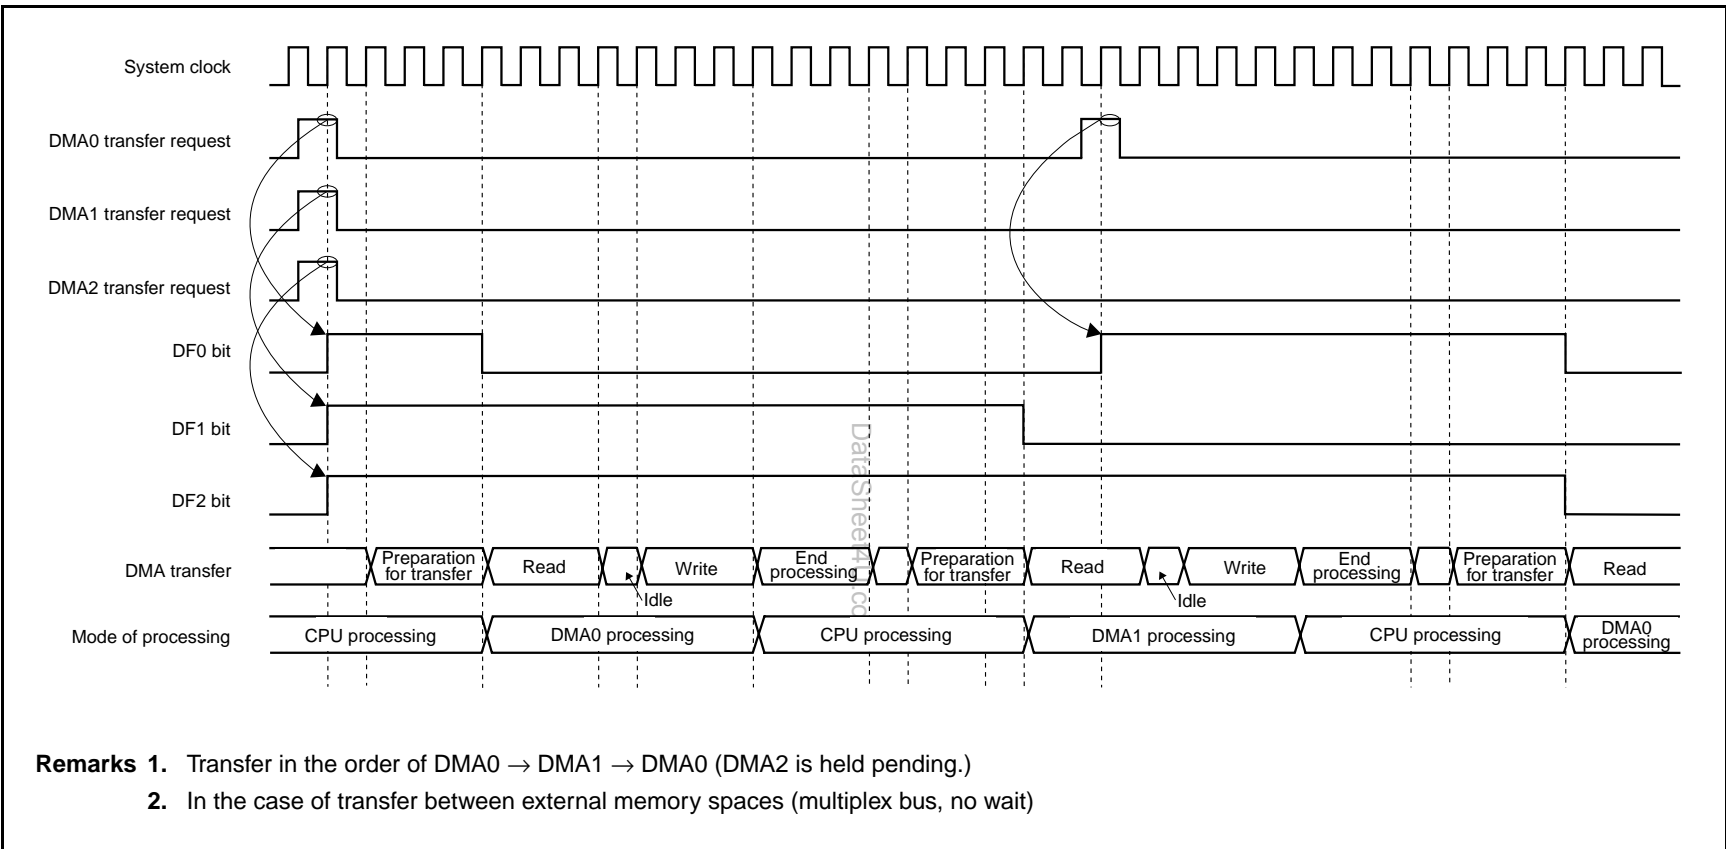 System clock
DMA0 transfer request
DMA1 transfer request
DMA2 transfer request
DF0 bit
DF1 bit
DF2 bit
DataSheet4U.co
DMA transfer
Preparation
for transfer
Read
Idle
Write
End
processing
Preparation
for transfer
Read
Idle
Write
End
processing
Preparation
for transfer
Read
Mode of processing
CPU processing
DMA0 processing
CPU processing
DMA1 processing
CPU processing
DMA0
processing
Remarks 1. Transfer in the order of DMA0 → DMA1 → DMA0 (DMA2 is held pending.)
2. In the case of transfer between external memory spaces (multiplex bus, no wait)